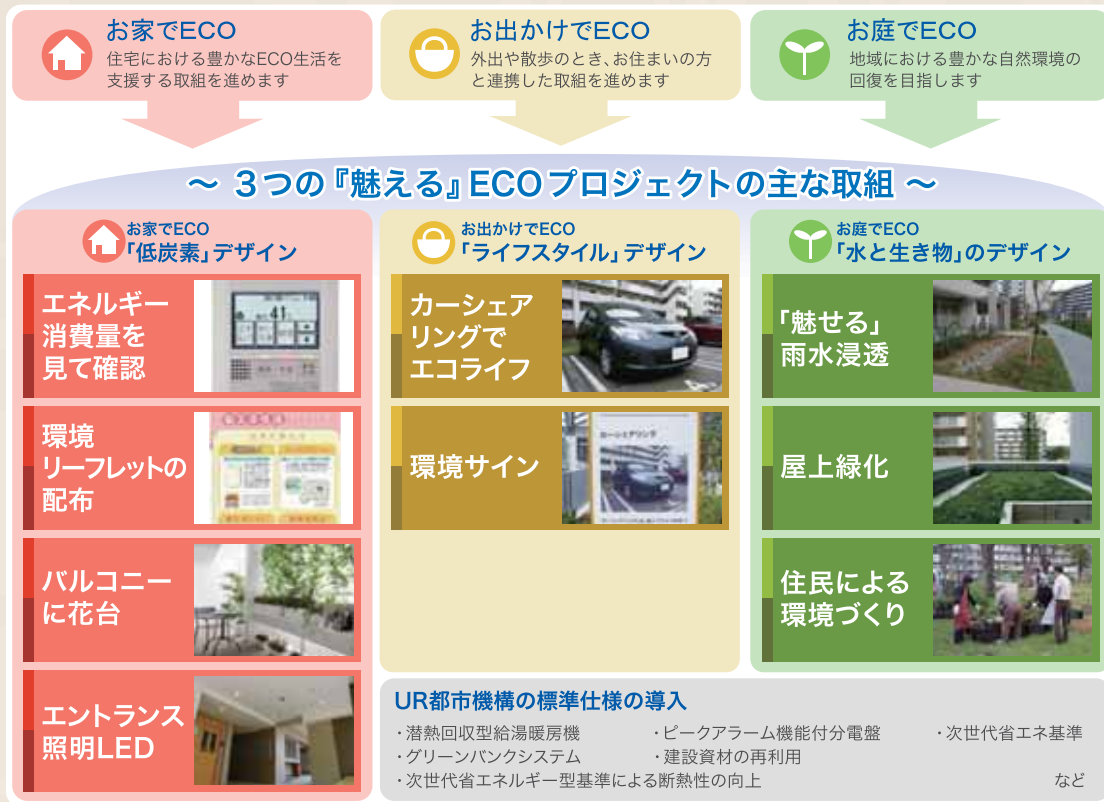 お家でECO
住宅における豊かなECO生活を
支援する取組を進めます
お出かけでECO
外出や散歩のとき、お住まいの方
と連携した取組を進めます
お庭でECO
地域における豊かな自然環境の
回復を目指します
～ 3つの『魅える』ECOプロジェクトの主な取組 ～
お家でECO
「低炭素」デザイン
エネルギー
消費量を
見て確認
41
環境
リーフレットの
配布
バルコニー
に花台
エントランス
照明LED
お出かけでECO
「ライフスタイル」デザイン
カーシェア
リングで
エコライフ
環境サイン
カーシェアリング
お庭でECO
「水と生き物」のデザイン
「魅せる」
雨水浸透
屋上緑化
住民による
環境づくり
UR都市機構の標準仕様の導入
・潜熱回収型給湯暖房機
・ピークアラーム機能付分電盤
・次世代省エネ基準
・グリーンバンクシステム
・建設資材の再利用
・次世代省エネルギー型基準による断熱性の向上
など